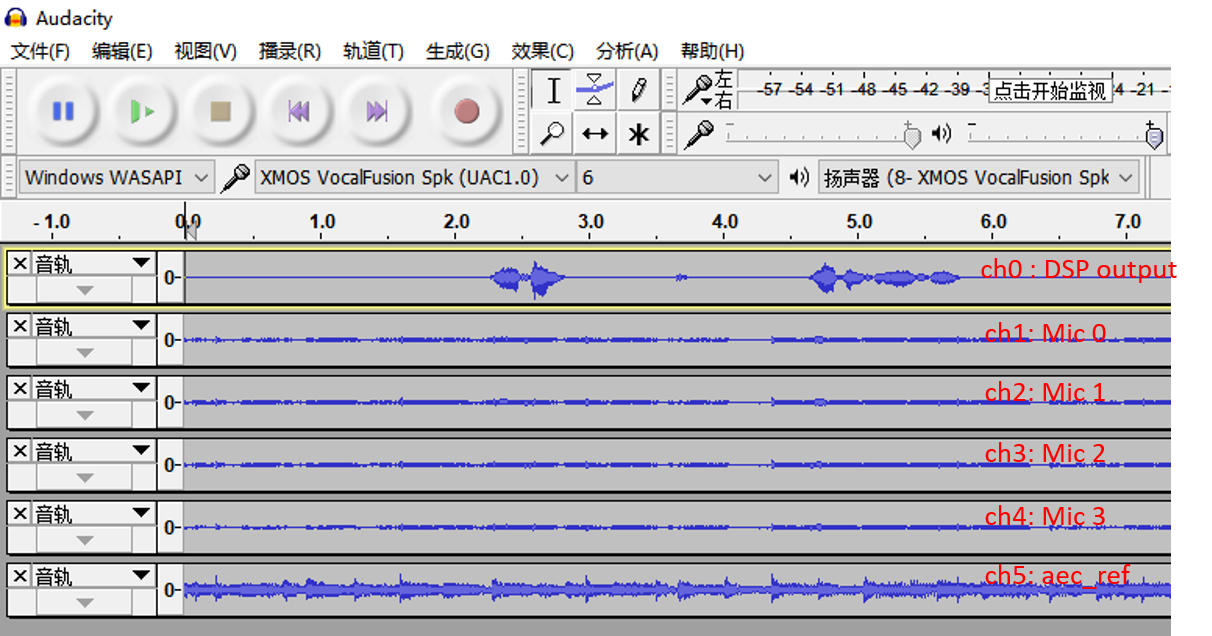 Audacity
文件(F) 编辑(E) 视图(V) 播录(R) 轨道(T) 生成(G) 效果(C) 分析(A) 帮助(H)
左
右
-57 -54 -51 -48 -45 -42 -39 -3 点击开始监视 4 -21
Windows WASAPI XMOS VocalFusion Spk (UAC1.0) 6 扬声器 (8- XMOS VocalFusion Spk
-1.0 0.0 1.0 2.0 3.0 4.0 5.0 6.0 7.0
音轨 0- ch0 : DSP output
音轨 0- ch1: Mic 0
音轨 0- ch2: Mic 1
音轨 0- ch3: Mic 2
音轨 0- ch4: Mic 3
音轨 0- ch5: aec_ref